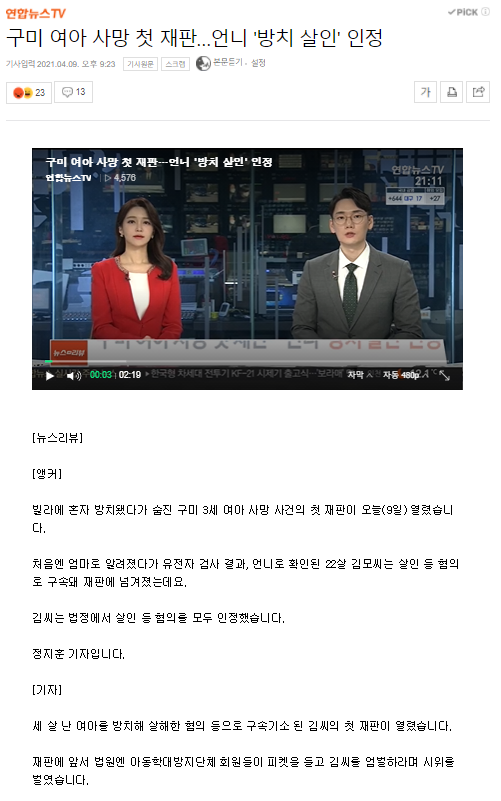 연합뉴스TV
✓PiCK ⓘ
구미 여아 사망 첫 재판…언니 '방치 살인' 인정
기사입력 2021.04.09. 오후 9:23 기사원문 스크랩 본문듣기 · 설정
23 13 가
구미 여아 사망 첫 재판…언니 '방치 살인' 인정
연합뉴스TV ▷ 4,576
연합뉴스TV
21:11
+644 대구 17 +27
뉴스리뷰
한국형 차세대 전투기 KF-21 시제기 출고식…
00:03 02:19 자막 자동 480p
[뉴스리뷰]
[앵커]
빌라에 혼자 방치됐다가 숨진 구미 3세 여아 사망 사건의 첫 재판이 오늘(9일) 열렸습니
다.
처음엔 엄마로 알려졌다가 유전자 검사 결과, 언니로 확인된 22살 김모씨는 살인 등 혐의
로 구속돼 재판에 넘겨졌는데요.
김씨는 법정에서 살인 등 혐의를 모두 인정했습니다.
정지훈 기자입니다.
[기자]
세 살 난 여아를 방치해 살해한 혐의 등으로 구속기소 된 김씨의 첫 재판이 열렸습니다.
재판에 앞서 법원엔 아동학대방지단체 회원들이 피켓을 들고 김씨를 엄벌하라며 시위를
벌였습니다.